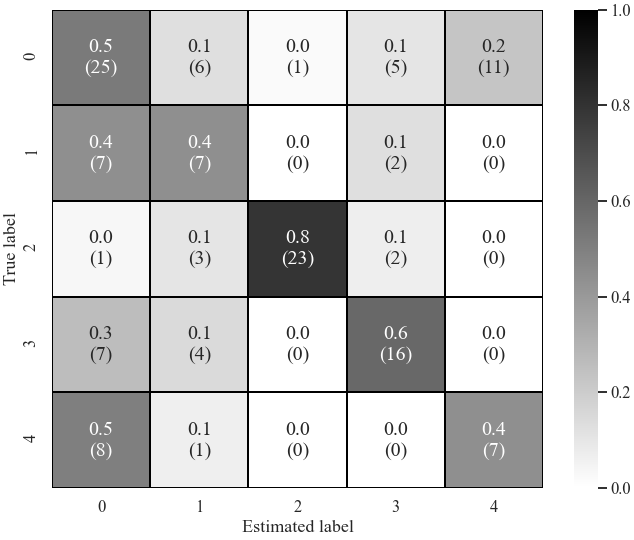 0.5 0.1 0.0 0.1 0.2
(25) (6) (1) (5) (11)
0.4 0.4 0.0 0.1 0.0
(7) (7) (0) (2) (0)
0.0 0.1 0.8 0.1 0.0
(1) (3) (23) (2) (0)
0.3 0.1 0.0 0.6 0.0
(7) (4) (0) (16) (0)
0.5 0.1 0.0 0.0 0.4
(8) (1) (0) (0) (7)
0
1
2
3
4
True label
0 1 2 3 4
Estimated label
1.0
0.8
0.6
0.4
0.2
0.0